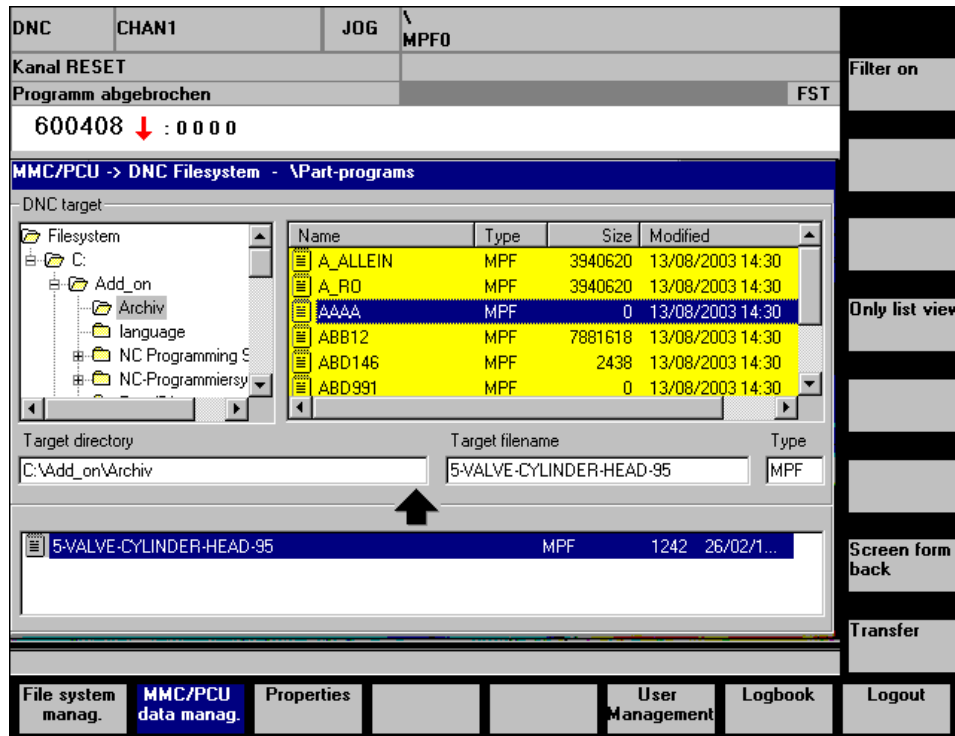 DNC CHAN1 JOG \
MPF0
Kanal RESET
Programm abgebrochen FST
600408 ↓ :0000
MMC/PCU -> DNC Filesystem - \Part-programs
DNC target
Filesystem
C:
Add_on
Archiv
language
NC Programming S
NC-Programmiersy
Name Type Size Modified
A_ALLEIN MPF 3940620 13/08/2003 14:30
A_RO MPF 3940620 13/08/2003 14:30
AAAA MPF 0 13/08/2003 14:30
ABB12 MPF 7881618 13/08/2003 14:30
ABD146 MPF 2438 13/08/2003 14:30
ABD991 MPF 0 13/08/2003 14:30
Target directory Target filename Type
C:\Add_on\Archiv 5-VALVE-CYLINDER-HEAD-95 MPF
5-VALVE-CYLINDER-HEAD-95 MPF 1242 26/02/1...
Filter on
Only list view
Screen form
back
Transfer
File system
manag.
MMC/PCU
data manag.
Properties
User
Management
Logbook
Logout